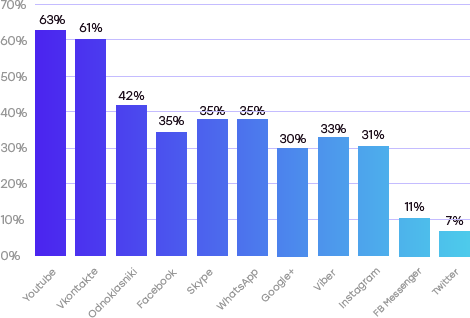 70%
63%
61%
60%
50%
42%
40%
35%
35%
35%
30%
33%
31%
30%
20%
11%
10%
7%
0%
Youtube
Vkontakte
Odnoklasniki
Facebook
Skype
WhatsApp
Google+
Viber
Instagram
FB Messenger
Twitter